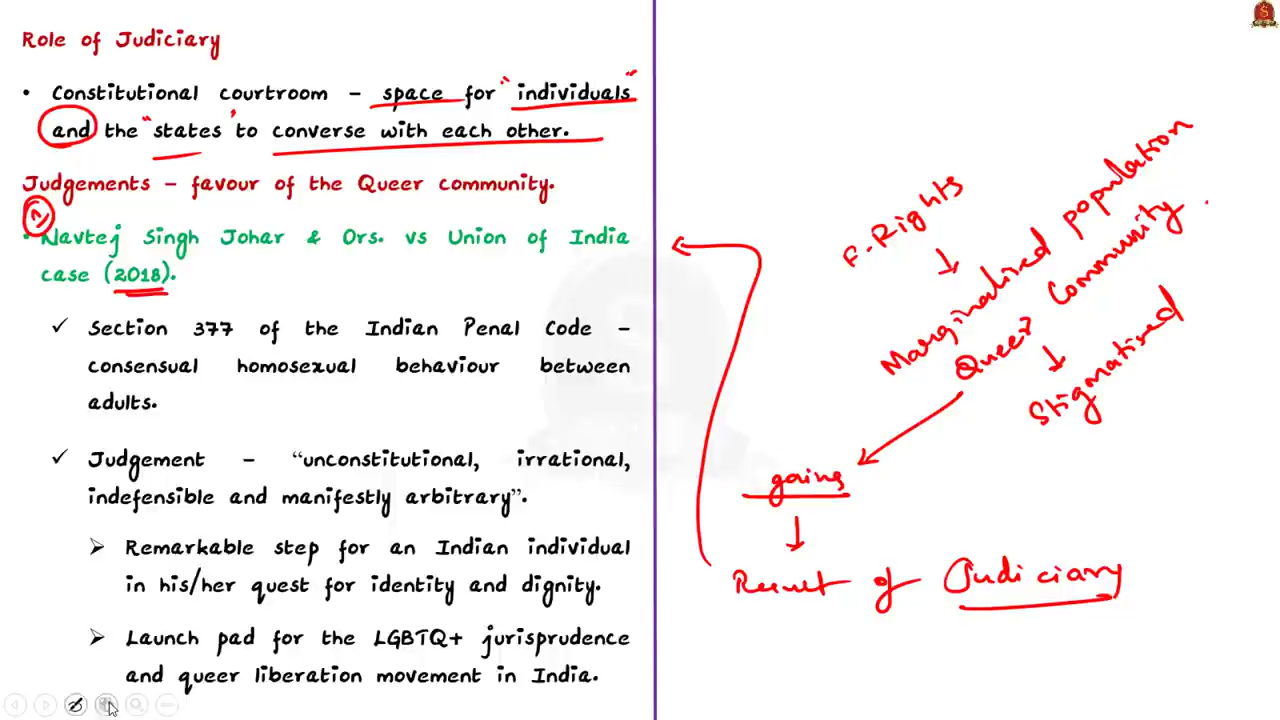 Role of Judiciary
• Constitutional courtroom – space for "individuals"
and the "states" to converse with each other.
Judgements – favour of the Queer community.
1
• Navtej Singh Johar & Ors. vs Union of India
case (2018).
✓ Section 377 of the Indian Penal Code –
consensual homosexual behaviour between
adults.
✓ Judgement – "unconstitutional, irrational,
indefensible and manifestly arbitrary".
➢ Remarkable step for an Indian individual
in his/her quest for identity and dignity.
➢ Launch pad for the LGBTQ+ jurisprudence
and queer liberation movement in India.
F-Rights
Marginalised population
Queer Community
Stigmatised
gains
Result of Judiciary